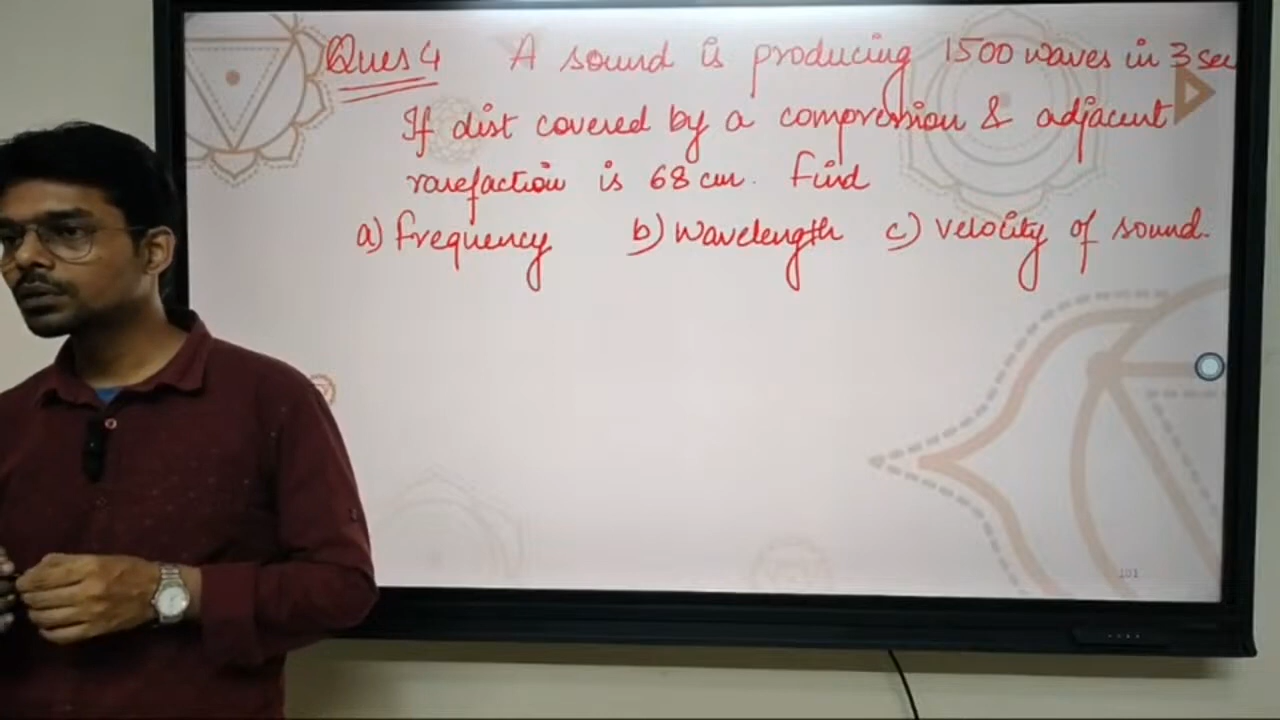 Ques 4 A sound is producing 1500 waves in 3 sec
If dist covered by a compression & adjacent
rarefaction is 68 cm. Find
a) frequency b) wavelength c) velocity of sound.
101